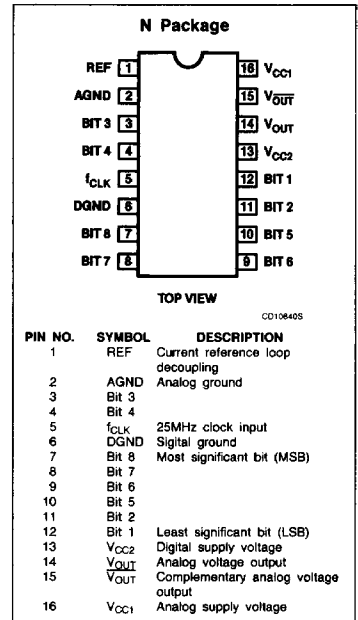 N Package
REF 1 16 VCC1
AGND 2 15 V̅O̅U̅T̅
BIT 3 3 14 VOUT
BIT 4 4 13 VCC2
fCLK 5 12 BIT 1
DGND 6 11 BIT 2
BIT 8 7 10 BIT 5
BIT 7 8 9 BIT 6
TOP VIEW
CD10640S
PIN NO. SYMBOL DESCRIPTION
1 REF Current reference loop
decoupling
2 AGND Analog ground
3 Bit 3
4 Bit 4
5 fCLK 25MHz clock input
6 DGND Sigital ground
7 Bit 8 Most significant bit (MSB)
8 Bit 7
9 Bit 6
10 Bit 5
11 Bit 2
12 Bit 1 Least significant bit (LSB)
13 VCC2 Digital supply voltage
14 VOUT Analog voltage output
15 V̅O̅U̅T̅ Complementary analog voltage
output
16 VCC1 Analog supply voltage